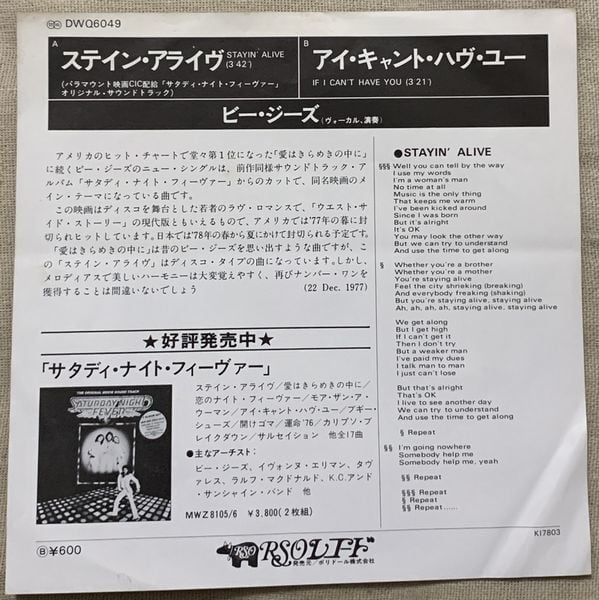 DWQ6049
A
ステイン・アライヴ STAYIN' ALIVE (3 42")
(パラマウント映画CIC配給「サタディ・ナイト・フィーヴァー」
オリジナル・サウンドトラック)
B
アイ・キャント・ハヴ・ユー
IF I CAN'T HAVE YOU (3 21")
ビー・ジーズ(ヴォーカル、演奏)
アメリカのヒット・チャートで堂々第1位になった「愛はきらめきの中に」
に続くビー・ジーズのニュー・シングルは、前作同様サウンドトラック・ア
ルバム「サタディ・ナイト・フィーヴァー」からのカットで、同名映画のメイ
ン・テーマになっている曲です。
この映画はディスコを舞台とした若者のラヴ・ロマンスで、「ウエスト・サイ
ド・ストーリー」の現代版ともいえるもので、アメリカでは'77年の暮に封
切られヒットしています。日本では'78年の春から夏にかけて封切られる予定です。
「愛はきらめきの中に」は昔のビー・ジーズを思い出すような曲ですが、こ
の「ステイン・アライヴ」はディスコ・タイプの曲になっています。しかし、
メロディアスで美しいハーモニーは大変覚えやすく、再びナンバー・ワンを
獲得することは間違いないでしょう
(22 Dec. 1977)
★好評発売中★
「サタディ・ナイト・フィーヴァー」
THE ORIGINAL MOVIE SOUND TRACK
SATURDAY NIGHT
FEVER
ステイン・アライヴ/愛はきらめきの中に/
恋のナイト・フィーヴァー/モア・ザン・ア・
ウーマン/アイ・キャント・ハヴ・ユー/ブギー・
シューズ/開けゴマ/運命'76/カリプソ・ブ
レイクダウン/サルセイション 他全17曲
●主なアーチスト:
ビー・ジーズ、イヴォンヌ・エリマン、タヴ
ァレス、ラルフ・マクドナルド、K.C.アンド
・サンシャイン・バンド 他
MWZ8105/6 ¥3,800(2枚組)
●STAYIN' ALIVE
§§§ Well you can tell by the way
I use my words
I'm a woman's man
No time at all
Music is the only thing
That keeps me warm
I've been kicked around
Since I was born
But it's alright
It's OK
You may look the other way
But we can try to understand
And use the time to get along
§ Whether you're a brother
Whether you're a mother
You're staying alive
Feel the city shrieking (breaking)
And everybody freaking (shaking)
But you're staying alive, staying alive
Ah, ah, ah, ah, staying alive, staying alive
We get along
But I get high
If I can't get it
Then I don't try
But a weaker man
I've paid my dues
I talk man to man
I just can't lose
But that's alright
That's OK
I live to see another day
We can try to understand
And use the time to get along
§ Repeat
§§ I'm going nowhere
Somebody help me
Somebody help me, yeah
§§ Repeat
§§§ Repeat
§ Repeat
§§ Repeat......
Ⓑ¥600
RSO RSOレコード
発売元/ポリドール株式会社
KI7803